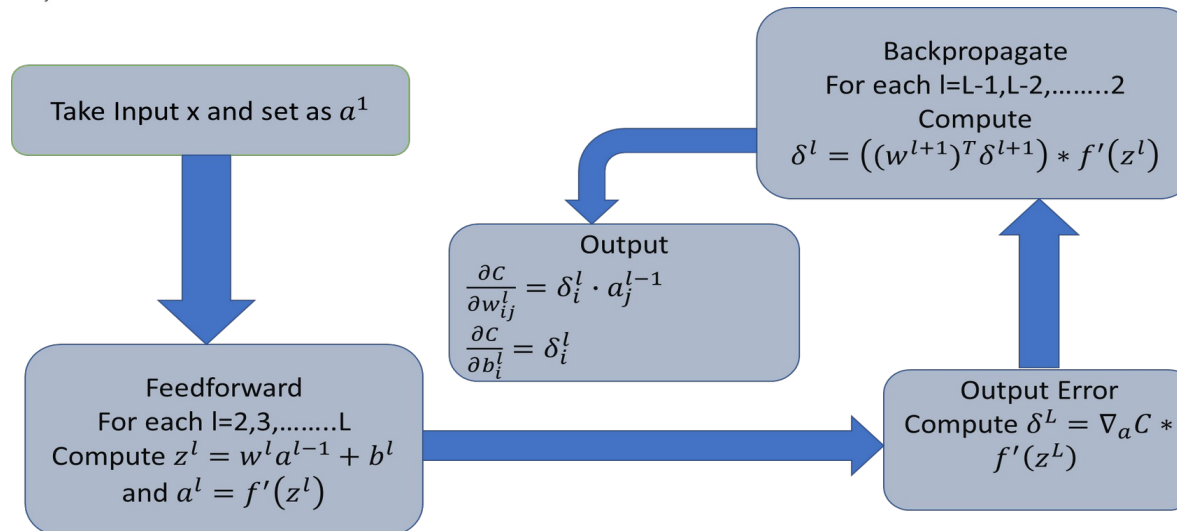 Take Input x and set as a¹
Feedforward
For each l=2,3,……..L
Compute zˡ = wˡaˡ⁻¹ + bˡ
and aˡ = f′(zˡ)
Output Error
Compute δᴸ = ∇ₐC ∗
f′(zᴸ)
Backpropagate
For each l=L-1,L-2,……..2
Compute
δˡ = ((wˡ⁺¹)ᵀδˡ⁺¹) ∗ f′(zˡ)
Output
∂C/∂wˡᵢⱼ = δˡᵢ · aˡ⁻¹ⱼ
∂C/∂bˡᵢ = δˡᵢ